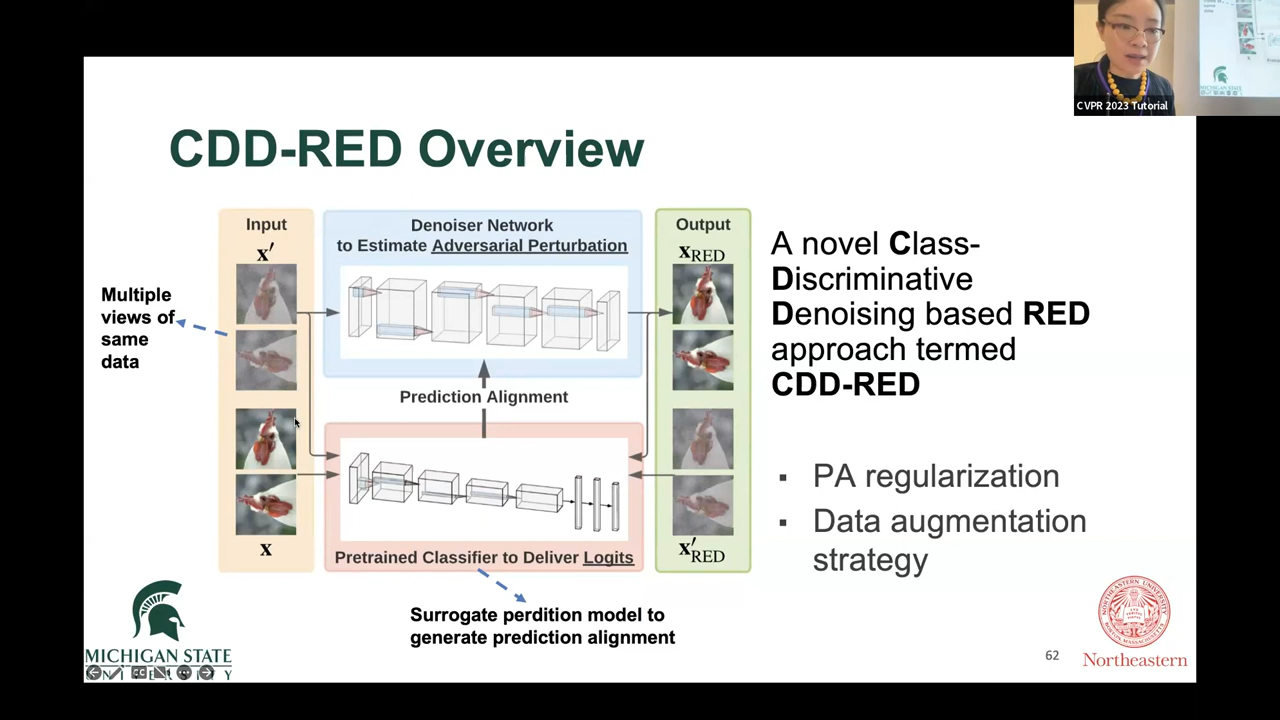 CVPR 2023 Tutorial
CDD-RED Overview
Input
x′
x
Multiple
views of
same
data
Denoiser Network
to Estimate Adversarial Perturbation
Prediction Alignment
Pretrained Classifier to Deliver Logits
Output
xRED
x′RED
Surrogate perdition model to
generate prediction alignment
A novel Class-
Discriminative
Denoising based RED
approach termed
CDD-RED
▪ PA regularization
▪ Data augmentation
strategy
MICHIGAN STATE
UNIVERSITY
62
Northeastern